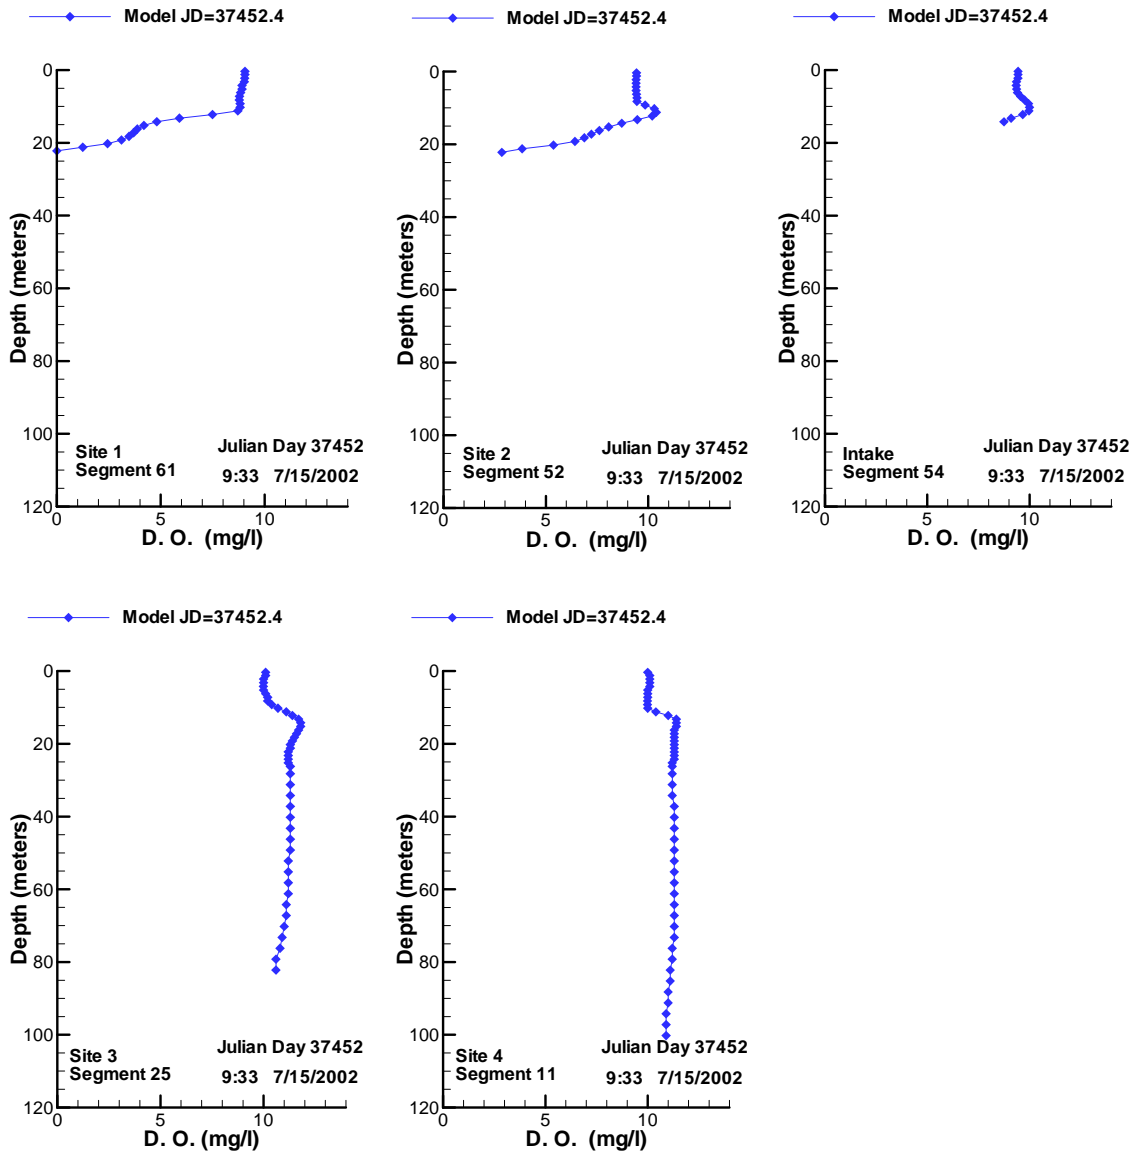 Model JD=37452.4
0
20
40
60
80
100
120
Depth (meters)
Site 1
Segment 61
Julian Day 37452
9:33 7/15/2002
0 5 10
D. O. (mg/l)
Model JD=37452.4
0
20
40
60
80
100
120
Depth (meters)
Site 2
Segment 52
Julian Day 37452
9:33 7/15/2002
0 5 10
D. O. (mg/l)
Model JD=37452.4
0
20
40
60
80
100
120
Depth (meters)
Intake
Segment 54
Julian Day 37452
9:33 7/15/2002
0 5 10
D. O. (mg/l)
Model JD=37452.4
0
20
40
60
80
100
120
Depth (meters)
Site 3
Segment 25
Julian Day 37452
9:33 7/15/2002
0 5 10
D. O. (mg/l)
Model JD=37452.4
0
20
40
60
80
100
120
Depth (meters)
Site 4
Segment 11
Julian Day 37452
9:33 7/15/2002
0 5 10
D. O. (mg/l)